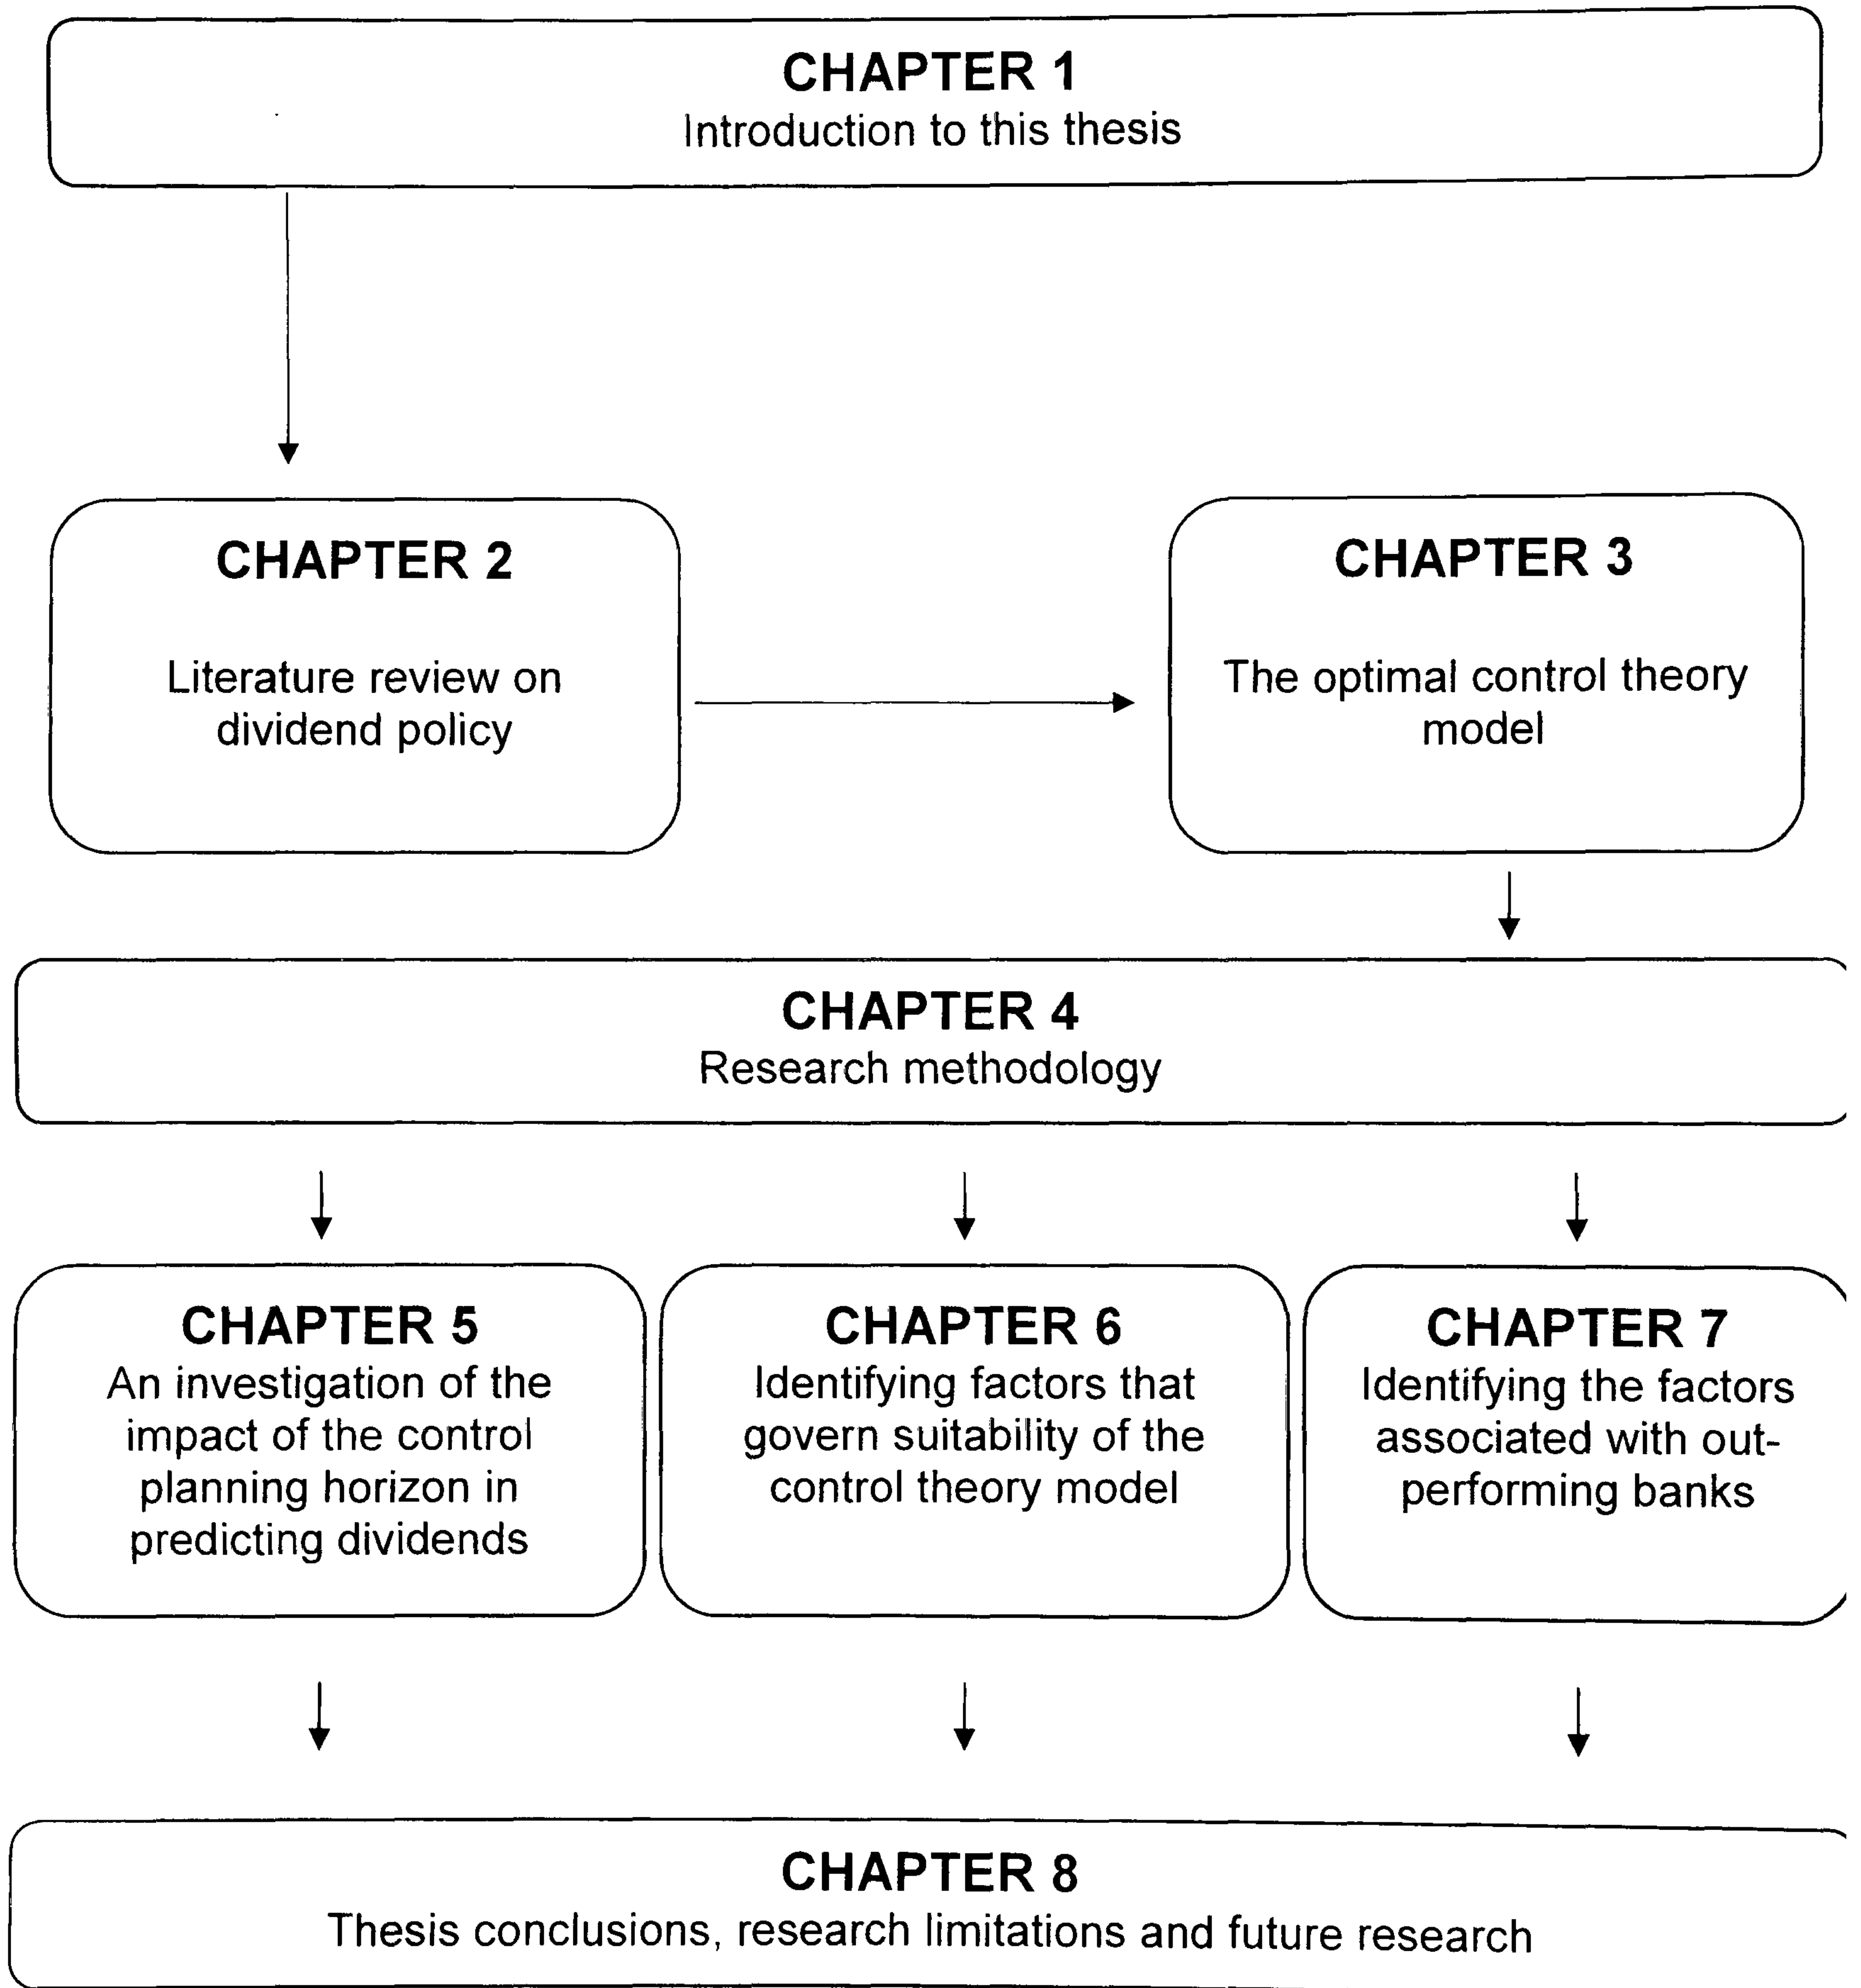 CHAPTER 1
Introduction to this thesis
CHAPTER 2
Literature review on
dividend policy
CHAPTER 3
The optimal control theory
model
CHAPTER 4
Research methodology
CHAPTER 5
An investigation of the
impact of the control
planning horizon in
predicting dividends
CHAPTER 6
Identifying factors that
govern suitability of the
control theory model
CHAPTER 7
Identifying the factors
associated with out-
performing banks
CHAPTER 8
Thesis conclusions, research limitations and future research